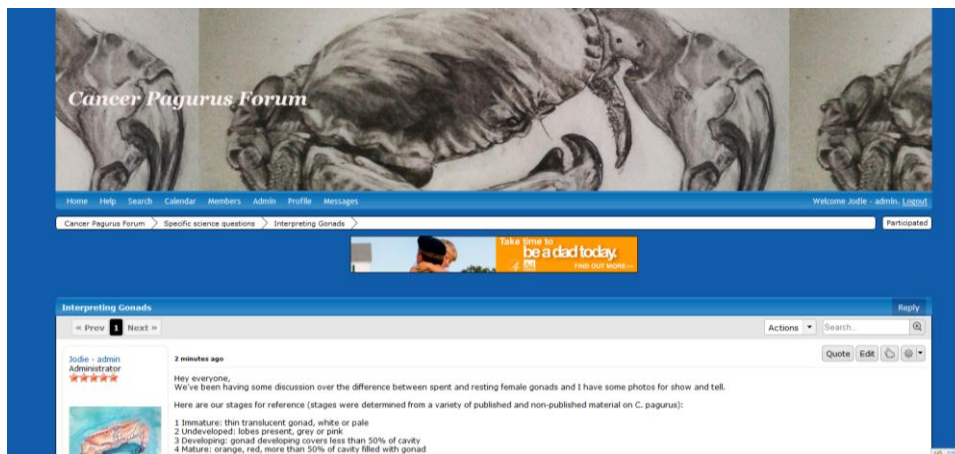 Cancer Pagurus Forum
Home Help Search Calendar Members Admin Profile Messages
Welcome Jodie - admin. Logout
Cancer Pagurus Forum Specific science questions Interpreting Gonads
Participated
Take time to
be a dad today.
FIND OUT MORE>>
Interpreting Gonads
Reply
« Prev 1 Next »
Actions
Search..
Quote Edit
Jodie - admin
Administrator
2 minutes ago
Hey everyone,
We've been having some discussion over the difference between spent and resting female gonads and I have some photos for show and tell.
Here are our stages for reference (stages were determined from a variety of published and non-published material on C. pagurus):
1 Immature: thin translucent gonad, white or pale
2 Undeveloped: lobes present, grey or pink
3 Developing: gonad developing covers less than 50% of cavity
4 Mature: orange, red, more than 50% of cavity filled with gonad